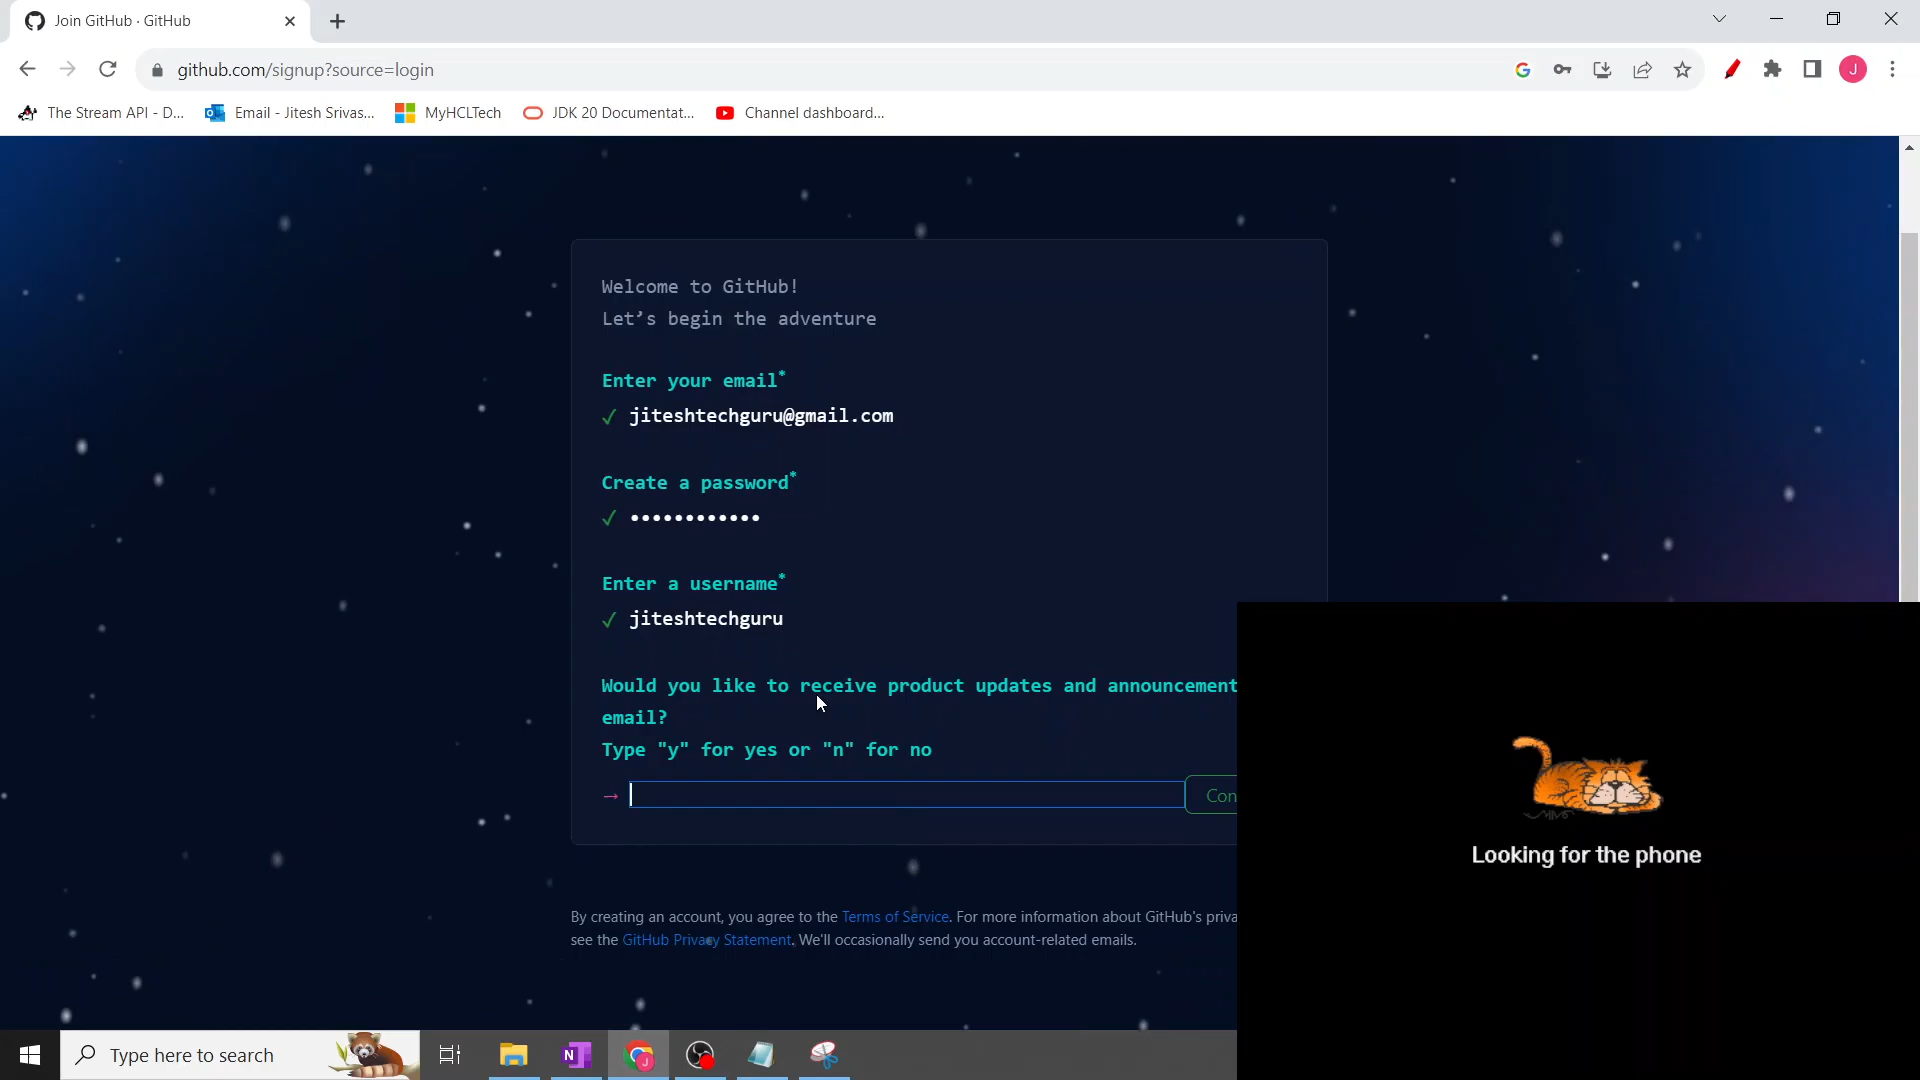 Join GitHub · GitHub
github.com/signup?source=login
J
The Stream API - D...
Email - Jitesh Srivas...
MyHCLTech
JDK 20 Documentat...
Channel dashboard...
Welcome to GitHub!
Let’s begin the adventure
Enter your email*
✓ jiteshtechguru@gmail.com
Create a password*
✓ ••••••••••••
Enter a username*
✓ jiteshtechguru
Would you like to receive product updates and announcement
email?
Type "y" for yes or "n" for no
→
Con
Looking for the phone
By creating an account, you agree to the Terms of Service. For more information about GitHub's priva
see the GitHub Privacy Statement. We'll occasionally send you account-related emails.
Type here to search